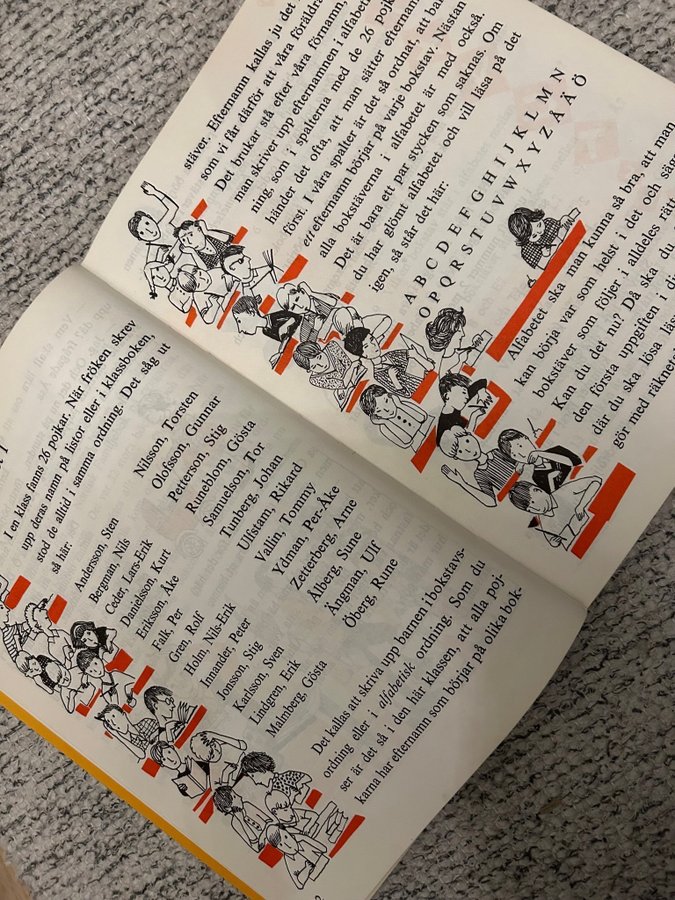 I en klass fanns 26 pojkar. När fröken skrev
upp deras namn på listor eller i klassboken,
stod de alltid i samma ordning. Det såg ut
så här:
Andersson, Sten
Bergman, Nils
Ceder, Lars-Erik
Danielsson, Kurt
Eriksson, Åke
Falk, Per
Gren, Rolf
Holm, Nils-Erik
Innander, Peter
Jonsson, Stig
Karlsson, Sven
Lindgren, Erik
Malmberg, Gösta
Nilsson, Torsten
Olofsson, Gunnar
Petterson, Stig
Runeblom, Gösta
Samuelson, Tor
Tunberg, Johan
Ulfstam, Rikard
Vallin, Tommy
Ydman, Per-Åke
Zetterberg, Arne
Ålberg, Sune
Ängman, Ulf
Öberg, Rune
Det kallas att skriva upp barnen i bokstavs-
ordning eller i alfabetisk ordning. Som du
ser är det så i den här klassen, att alla poj-
karna har efternamn som börjar på olika bok-
stäver. Efternamn kallas ju det
som vi får därför att våra föräldra
Det brukar stå efter våra förnamn,
man skriver upp efternamnen i alfabet
ning, som i spalterna med de 26 pojk
händer det ofta, att man sätter efternam
först. I våra spalter är det så ordnat, att bar
ett efternamn börjar på varje bokstav. Nästan
alla bokstäverna i alfabetet är med också.
Det är bara ett par stycken som saknas. Om
du har glömt alfabetet och vill läsa på det
igen, så står det här:
A B C D E F G H I J K L M N
O P Q R S T U V W X Y Z Å Ä Ö
Alfabetet ska man kunna så bra, att man
kan börja var som helst i det och säga
bokstäver som följer i alldeles rätt
Kan du det nu? Då ska du
den första uppgiften i di
där du ska lösa läs
gör med räknet